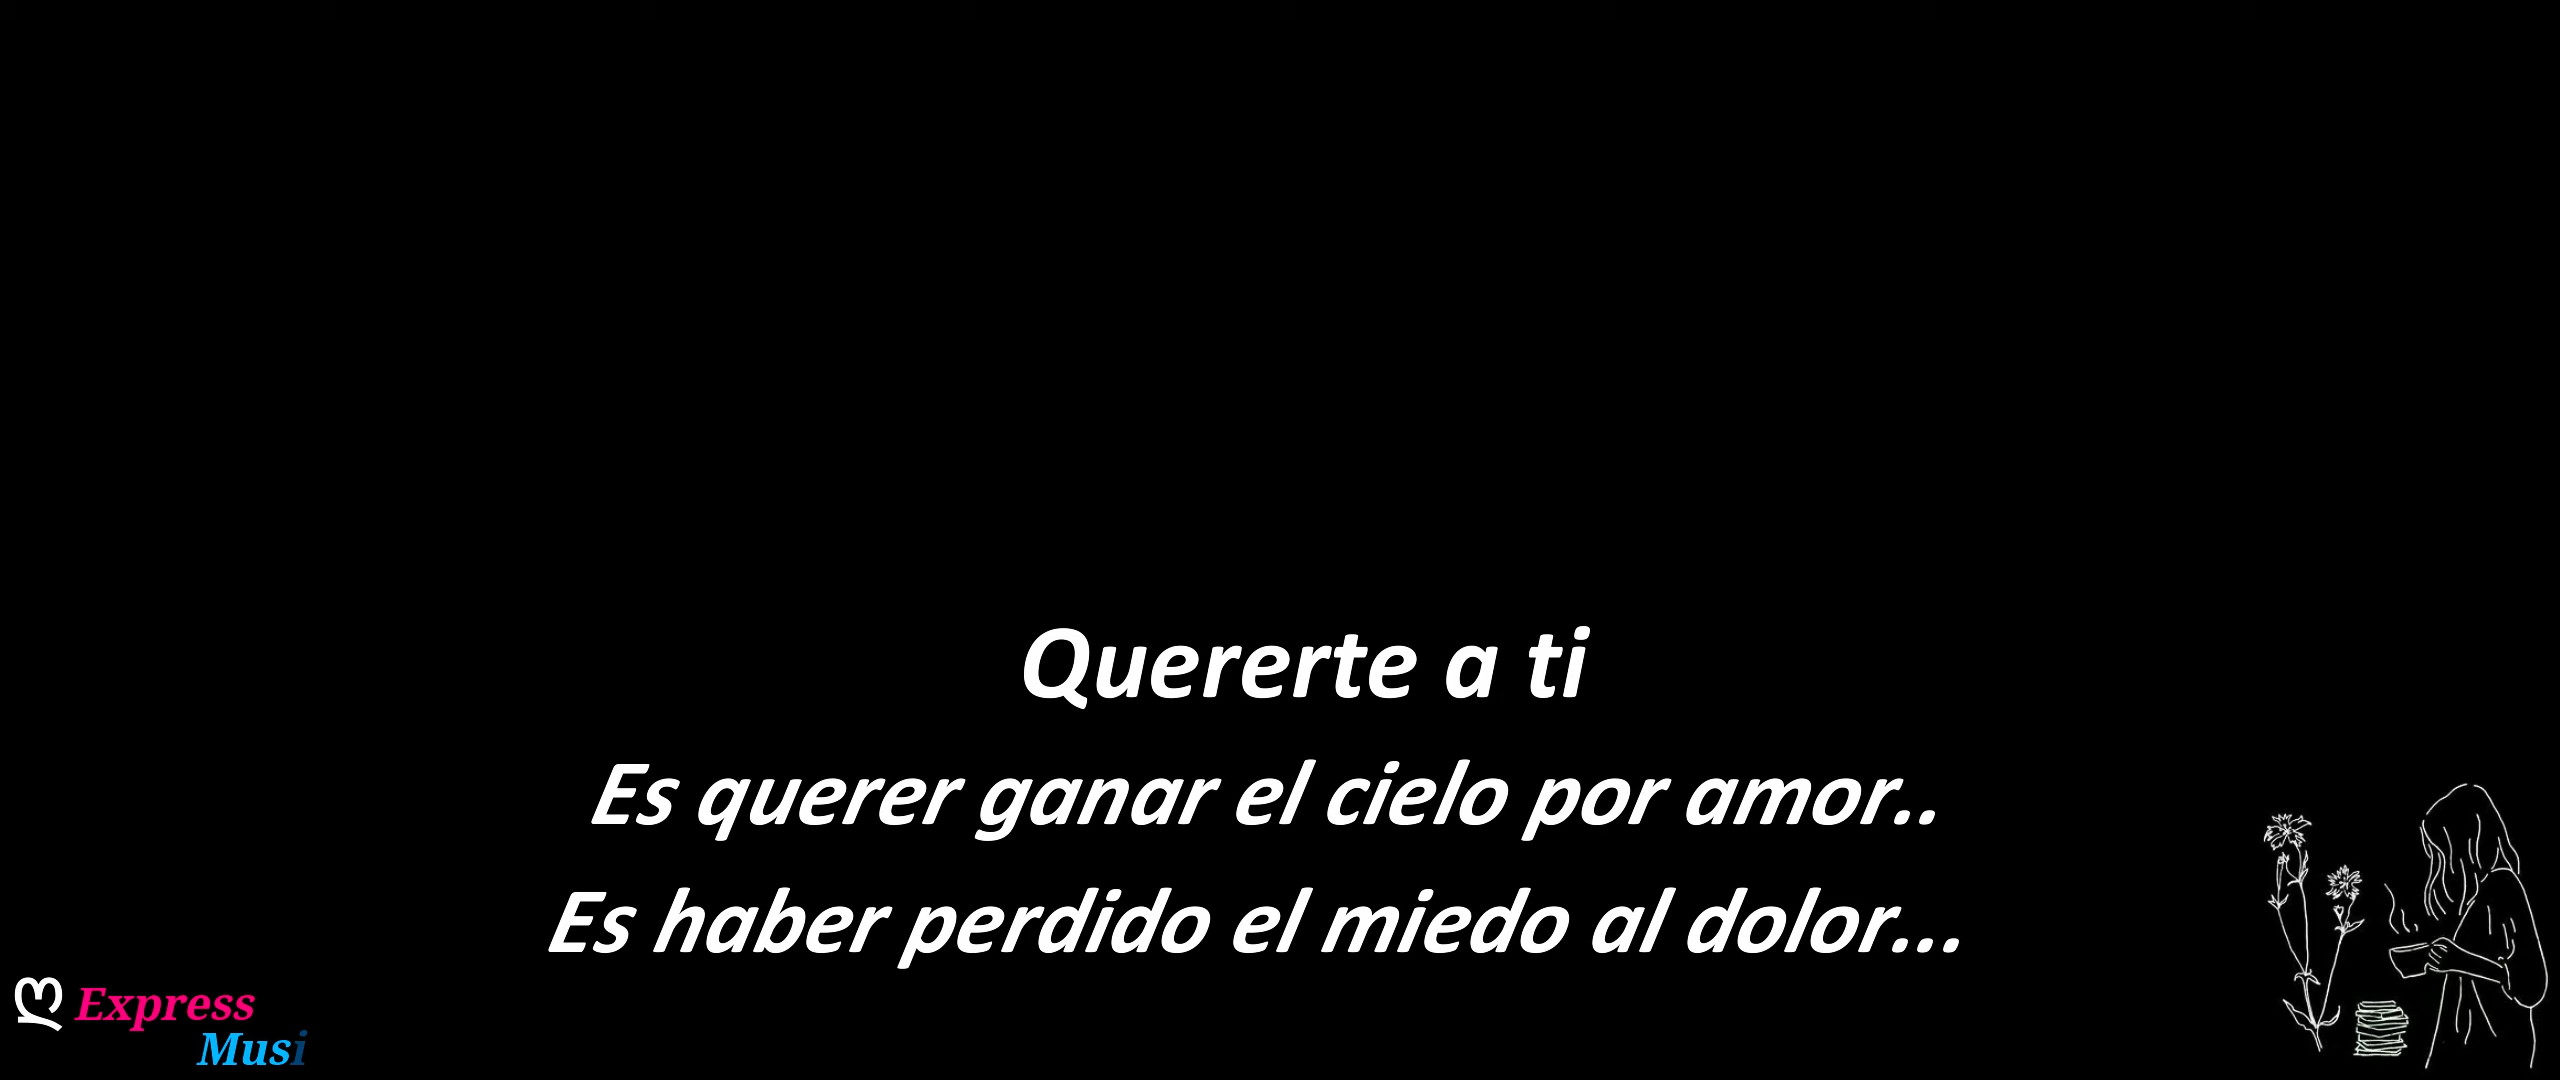 Quererte a ti
Es querer ganar el cielo por amor..
Es haber perdido el miedo al dolor...
ღ Express
Musi